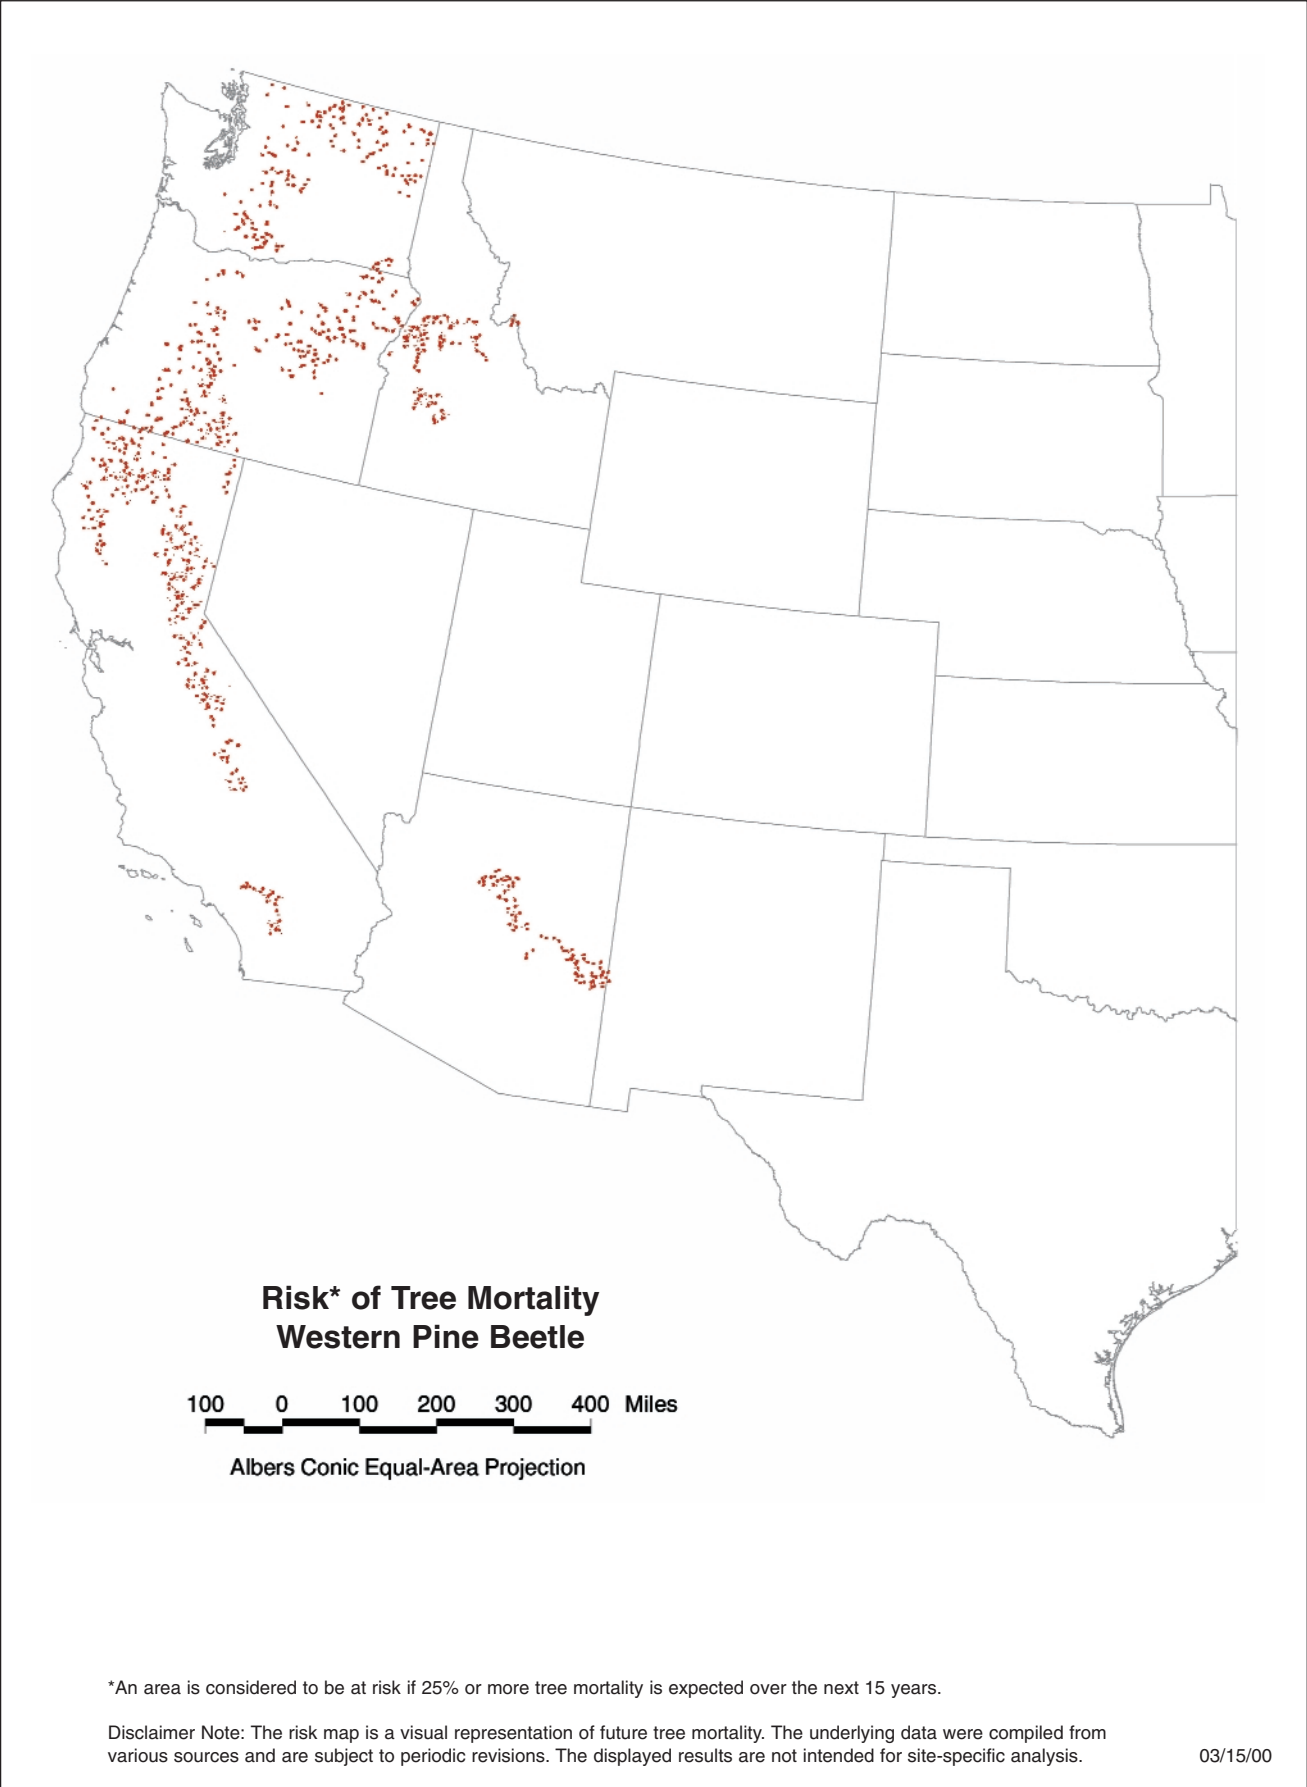 Risk* of Tree Mortality
Western Pine Beetle
100 0 100 200 300 400 Miles
Albers Conic Equal-Area Projection
*An area is considered to be at risk if 25% or more tree mortality is expected over the next 15 years.
Disclaimer Note: The risk map is a visual representation of future tree mortality. The underlying data were compiled from
various sources and are subject to periodic revisions. The displayed results are not intended for site-specific analysis. 03/15/00